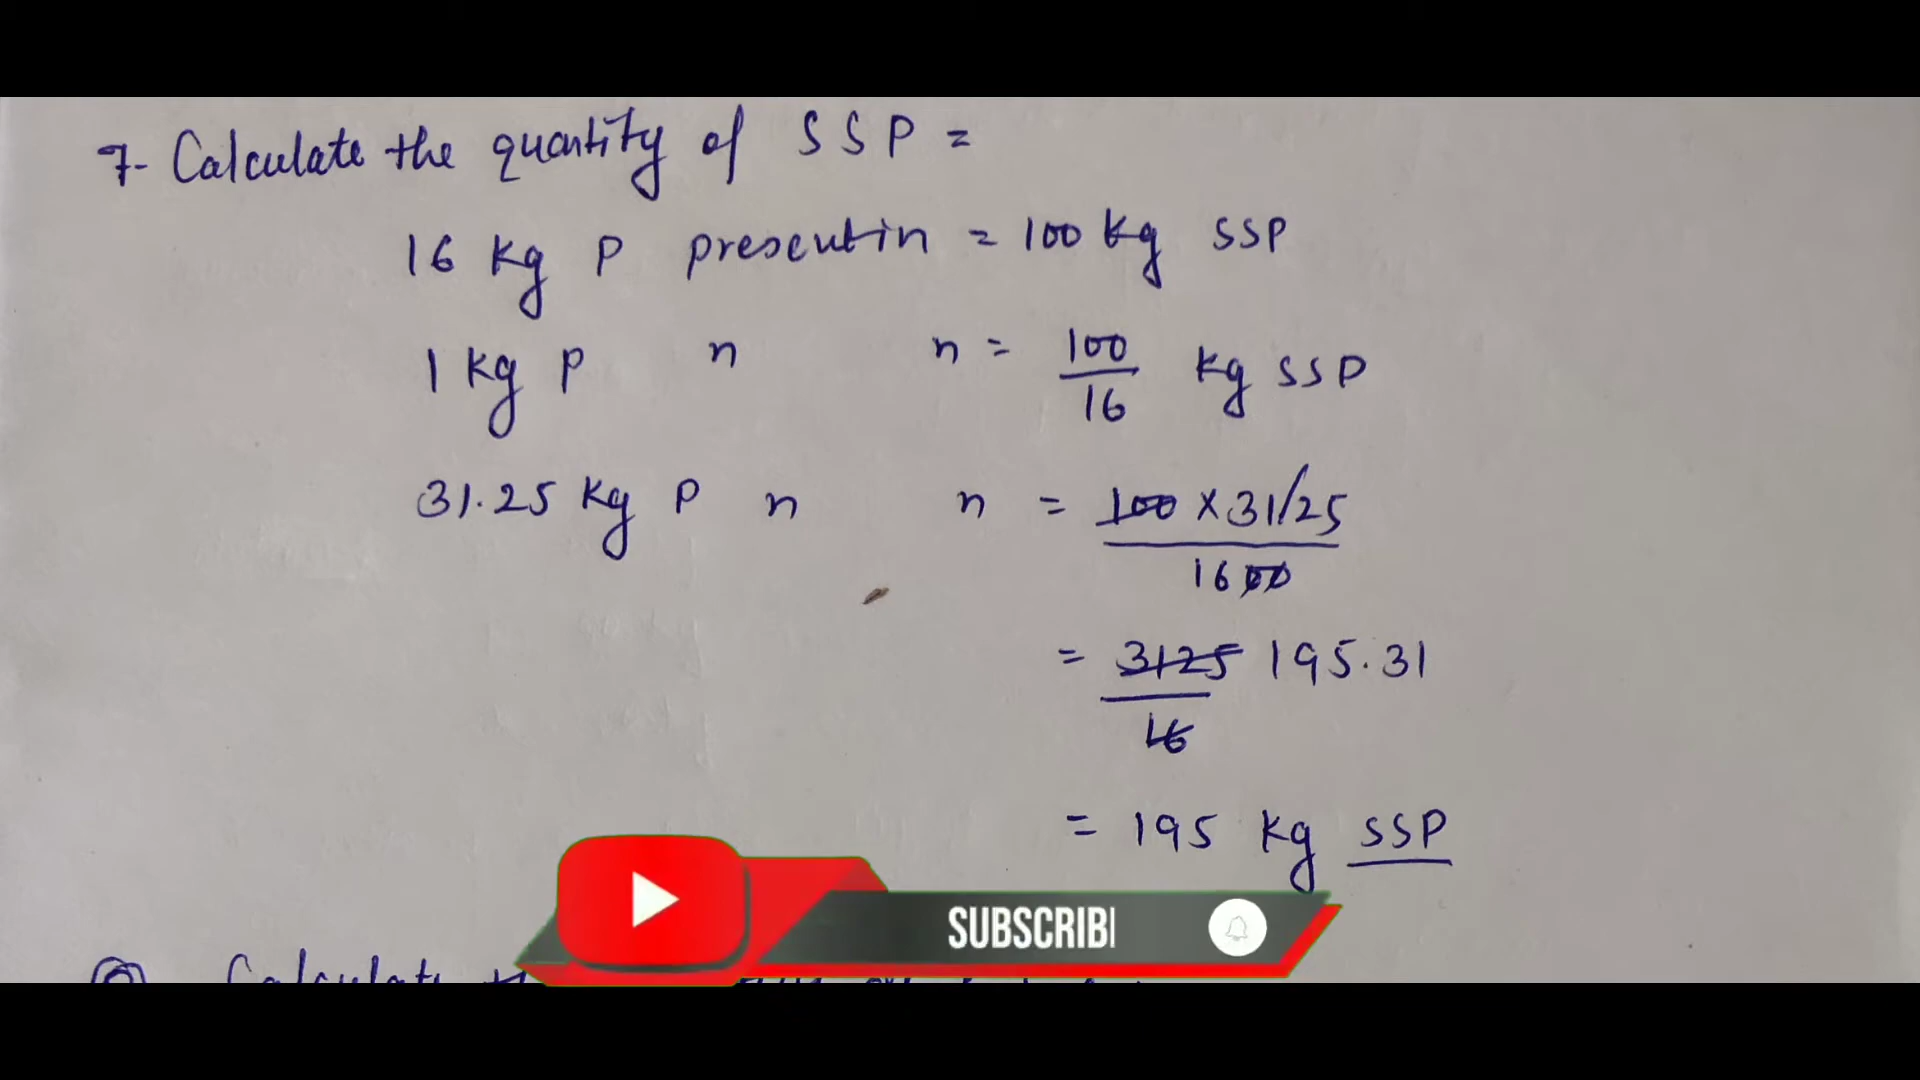 7- Calculate the quantity of SSP =
16 kg P present in = 100 kg SSP
1 kg P " " = 100/16 kg SSP
31.25 kg P " " = 100 × 31/25
1600
= 3125 195.31
16
= 195 kg SSP
SUBSCRIBI
Calculate